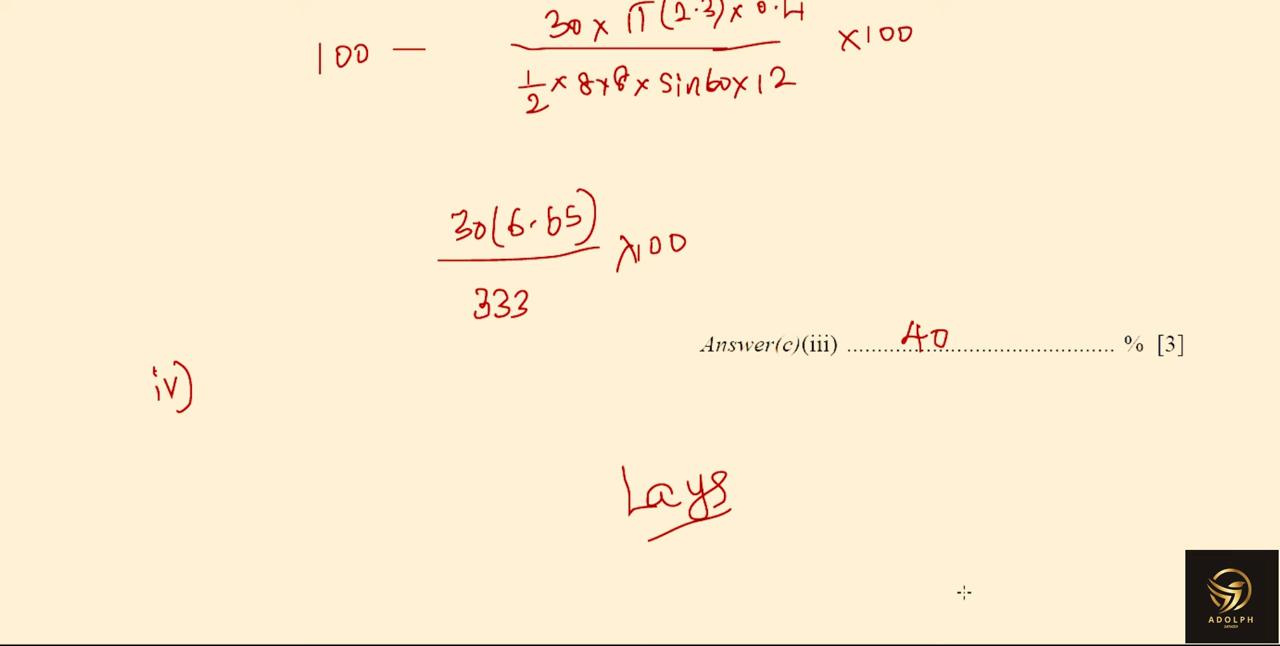 30 × π(2.3) × 0.4
100 — ×100
1/2 × 8×8 × sin60×12
30(6.65)
×100
333
Answer(c)(iii) .......... 40 .......... % [3]
iv)
Lays
ADOLPH